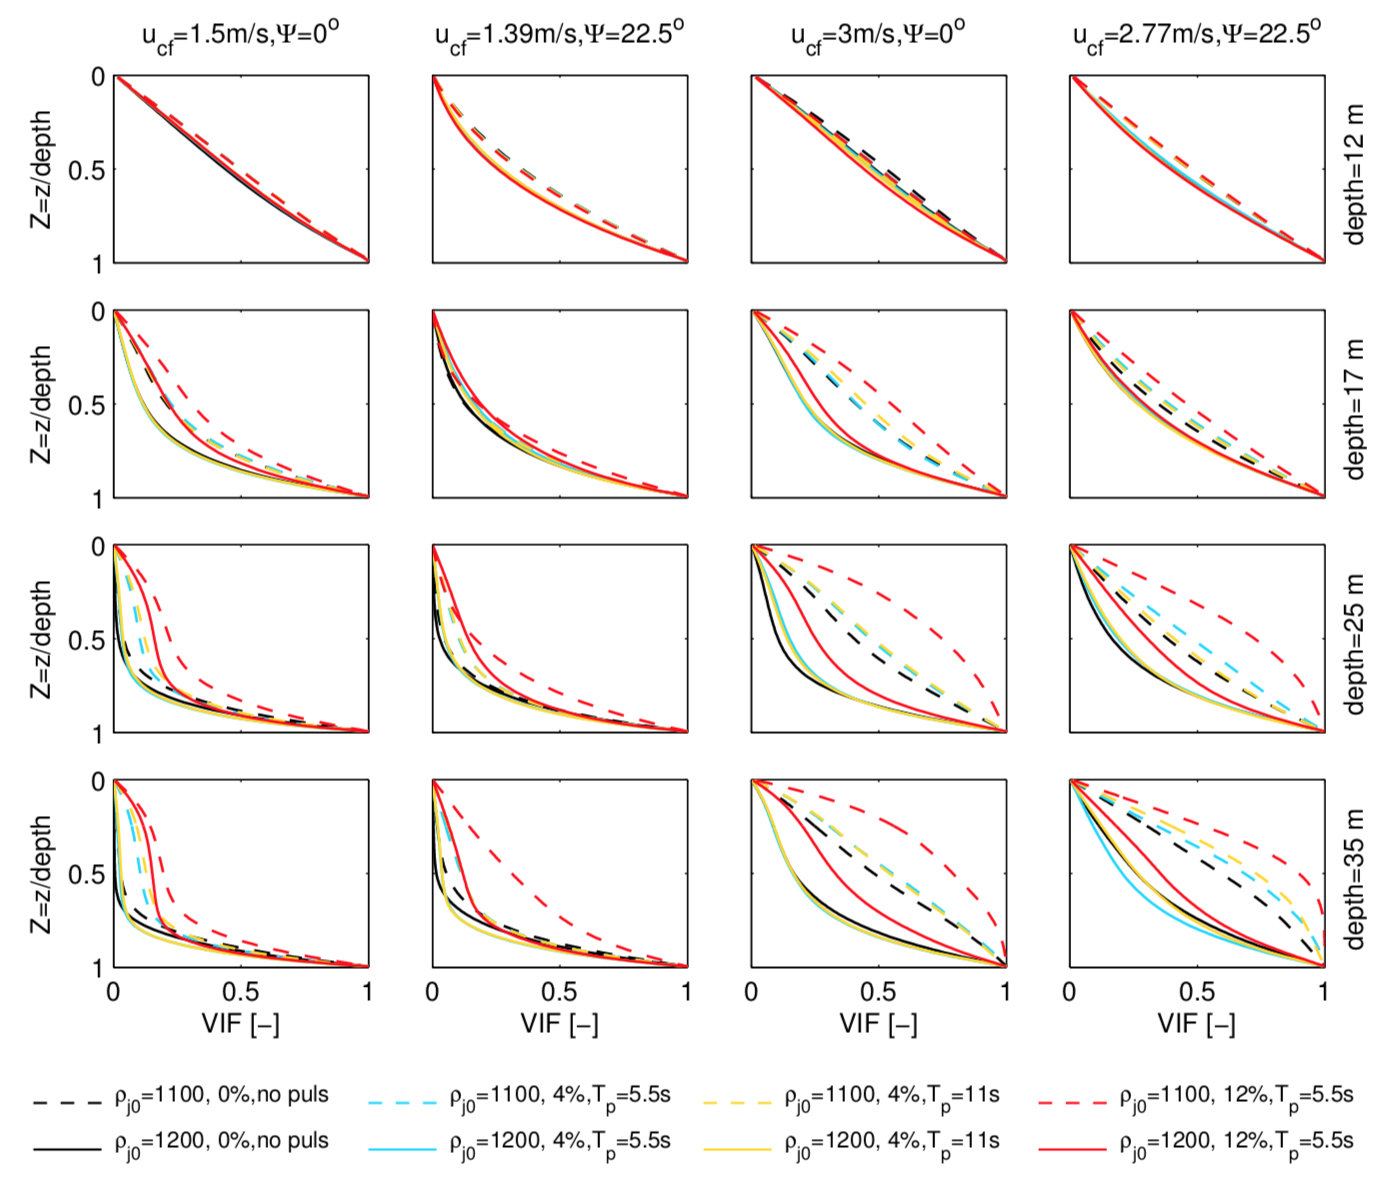 u_cf=1.5m/s,Ψ=0° u_cf=1.39m/s,Ψ=22.5° u_cf=3m/s,Ψ=0° u_cf=2.77m/s,Ψ=22.5°
0
0.5
1
Z=z/depth
depth=12 m
0
0.5
1
Z=z/depth
depth=17 m
0
0.5
1
Z=z/depth
depth=25 m
0
0.5
1
Z=z/depth
depth=35 m
0 0.5 1 0 0.5 1 0 0.5 1 0 0.5 1
VIF [–] VIF [–] VIF [–] VIF [–]
ρ_j0=1100, 0%,no puls ρ_j0=1100, 4%,T_p=5.5s ρ_j0=1100, 4%,T_p=11s ρ_j0=1100, 12%,T_p=5.5s
ρ_j0=1200, 0%,no puls ρ_j0=1200, 4%,T_p=5.5s ρ_j0=1200, 4%,T_p=11s ρ_j0=1200, 12%,T_p=5.5s